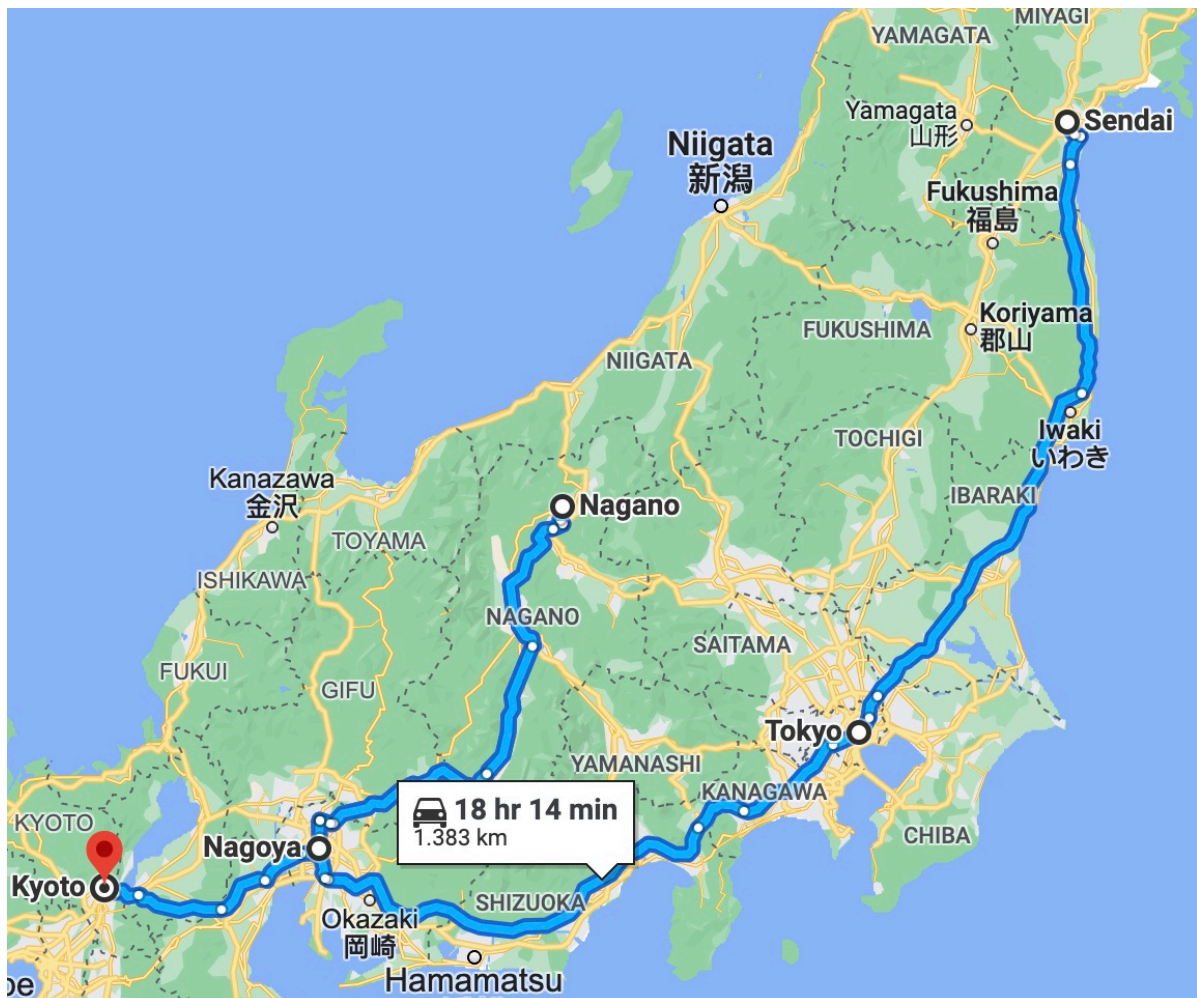 MIYAGI
YAMAGATA
Yamagata
山形
Sendai
Niigata
新潟
Fukushima
福島
Koriyama
郡山
FUKUSHIMA
NIIGATA
Iwaki
いわき
TOCHIGI
IBARAKI
Kanazawa
金沢
Nagano
TOYAMA
ISHIKAWA
NAGANO
SAITAMA
FUKUI
GIFU
Tokyo
YAMANASHI
KANAGAWA
18 hr 14 min
1.383 km
CHIBA
KYOTO
Nagoya
Kyoto
SHIZUOKA
Okazaki
岡崎
Hamamatsu